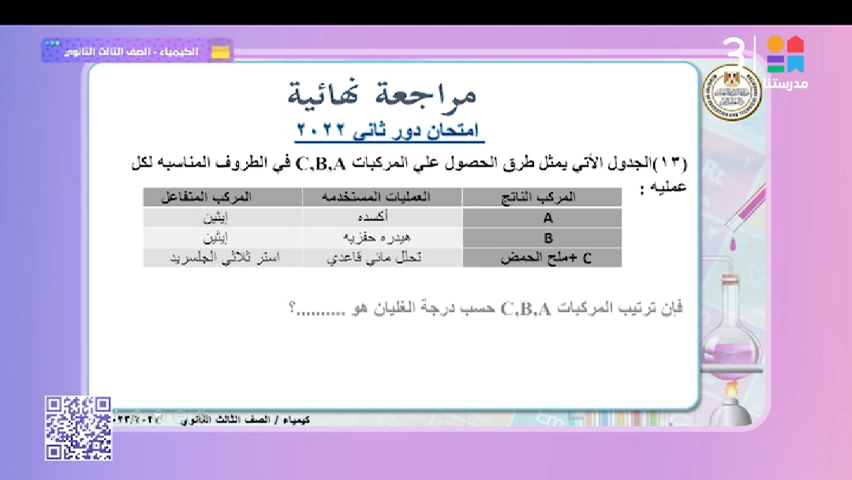 الكيمياء - الصف الثالث الثانوي
3
مدرستنا
مراجعة نهائية
امتحان دور ثاني ٢٠٢٢
(١٣)الجدول الأتي يمثل طرق الحصول علي المركبات C,B,A في الظروف المناسبه لكل
عمليه :
المركب الناتج العمليات المستخدمه المركب المتفاعل
A أكسده إيثين
B هيدره حفزيه إيثين
C +ملح الحمض تحلل مائي قاعدي استر ثلاثي الجلسريد
فإن ترتيب المركبات C,B,A حسب درجة الغليان هو ..........؟
كيمياء / الصف الثالث الثانوي